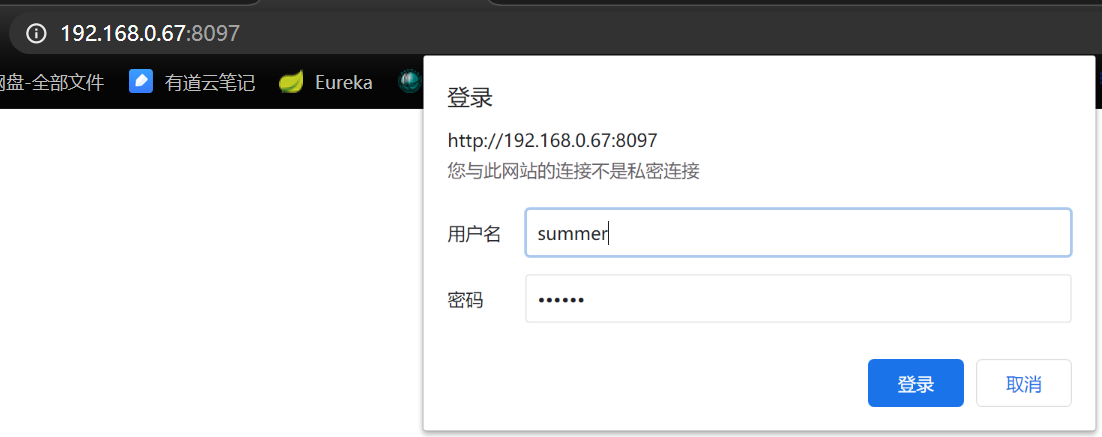 192.168.0.67:8097
网盘-全部文件 有道云笔记 Eureka
登录
http://192.168.0.67:8097
您与此网站的连接不是私密连接
用户名 summer
密码 ••••••
登录 取消